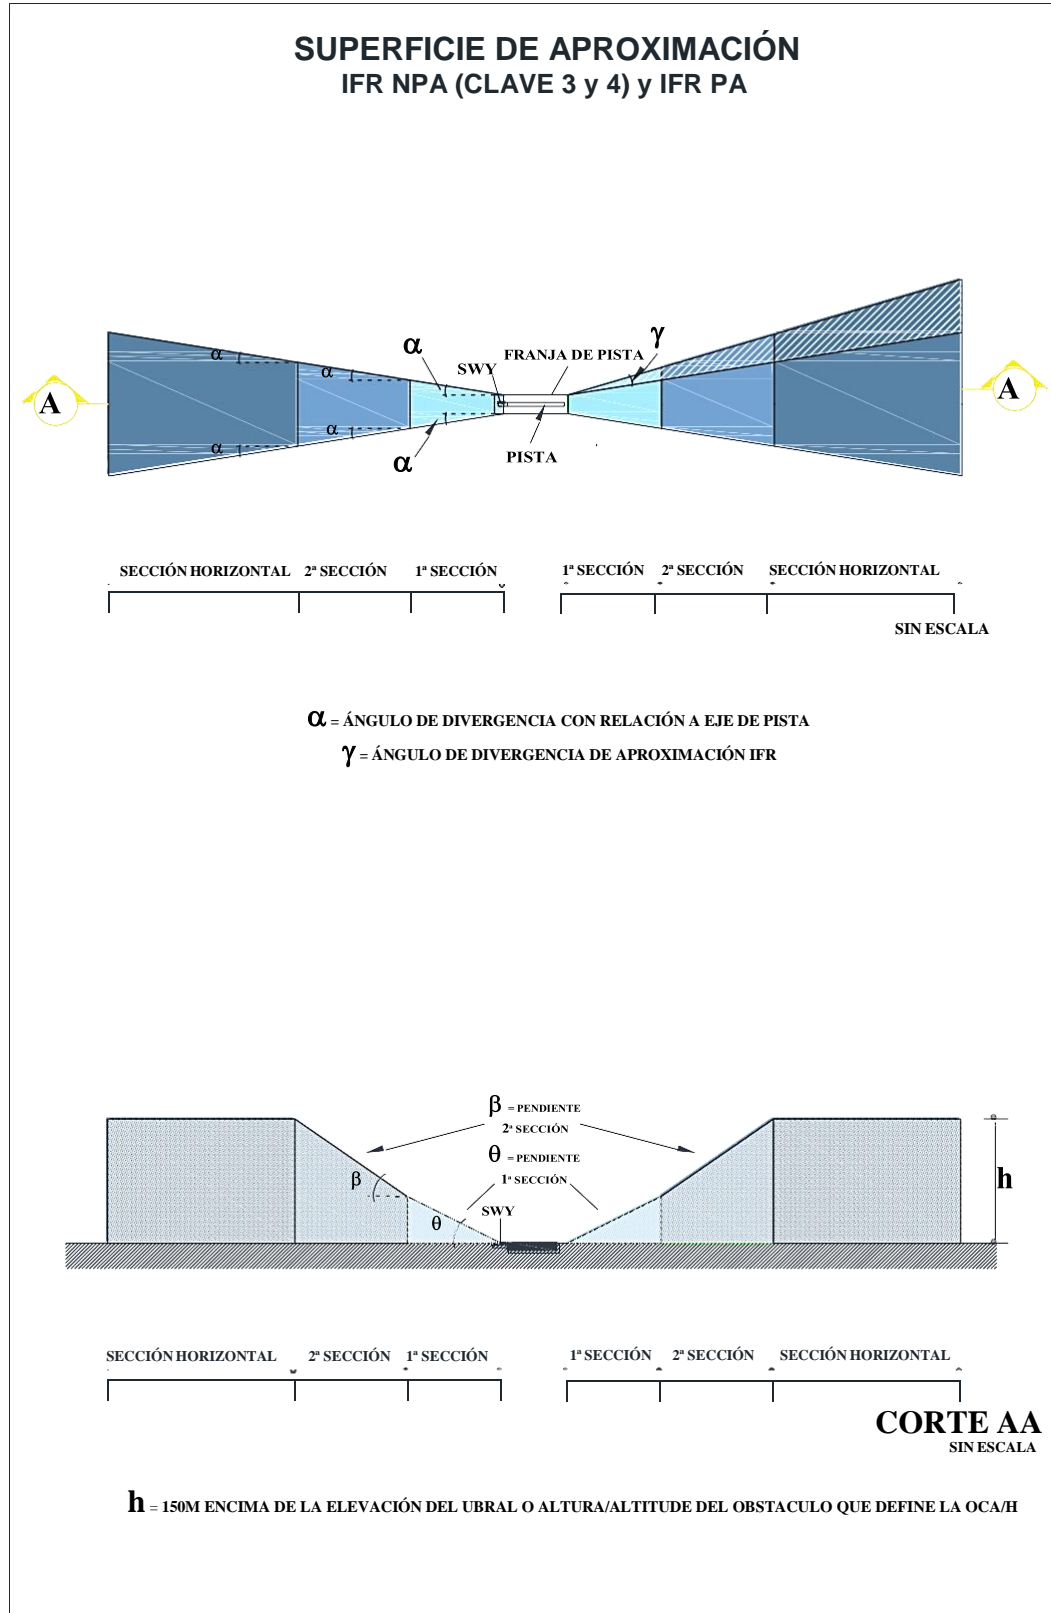 SUPERFICIE DE APROXIMACIÓN
IFR NPA (CLAVE 3 y 4) y IFR PA
α
α
α
SWY
FRANJA DE PISTA
γ
A
A
α
α
PISTA
SECCIÓN HORIZONTAL 2ª SECCIÓN 1ª SECCIÓN
1ª SECCIÓN 2ª SECCIÓN SECCIÓN HORIZONTAL
SIN ESCALA
α = ÁNGULO DE DIVERGENCIA CON RELACIÓN A EJE DE PISTA
γ = ÁNGULO DE DIVERGENCIA DE APROXIMACIÓN IFR
β = PENDIENTE
2ª SECCIÓN
θ = PENDIENTE
1ª SECCIÓN
β
h
SWY
θ
SECCIÓN HORIZONTAL 2ª SECCIÓN 1ª SECCIÓN
1ª SECCIÓN 2ª SECCIÓN SECCIÓN HORIZONTAL
CORTE AA
SIN ESCALA
h = 150M ENCIMA DE LA ELEVACIÓN DEL UBRAL O ALTURA/ALTITUDE DEL OBSTACULO QUE DEFINE LA OCA/H